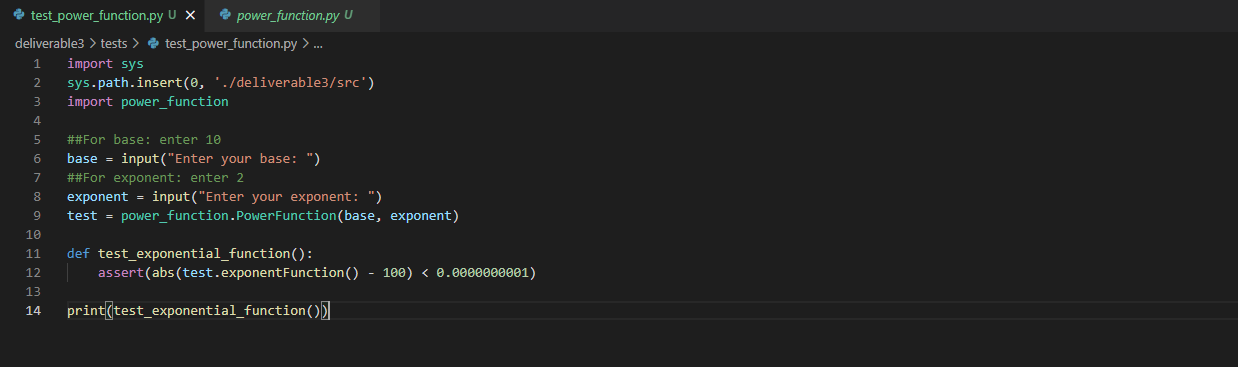 test_power_function.py U ×
power_function.py U
deliverable3 > tests > test_power_function.py > ...
1 import sys
2 sys.path.insert(0, './deliverable3/src')
3 import power_function
4
5 ##For base: enter 10
6 base = input("Enter your base: ")
7 ##For exponent: enter 2
8 exponent = input("Enter your exponent: ")
9 test = power_function.PowerFunction(base, exponent)
10
11 def test_exponential_function():
12     assert(abs(test.exponentFunction() - 100) < 0.0000000001)
13
14 print(test_exponential_function())